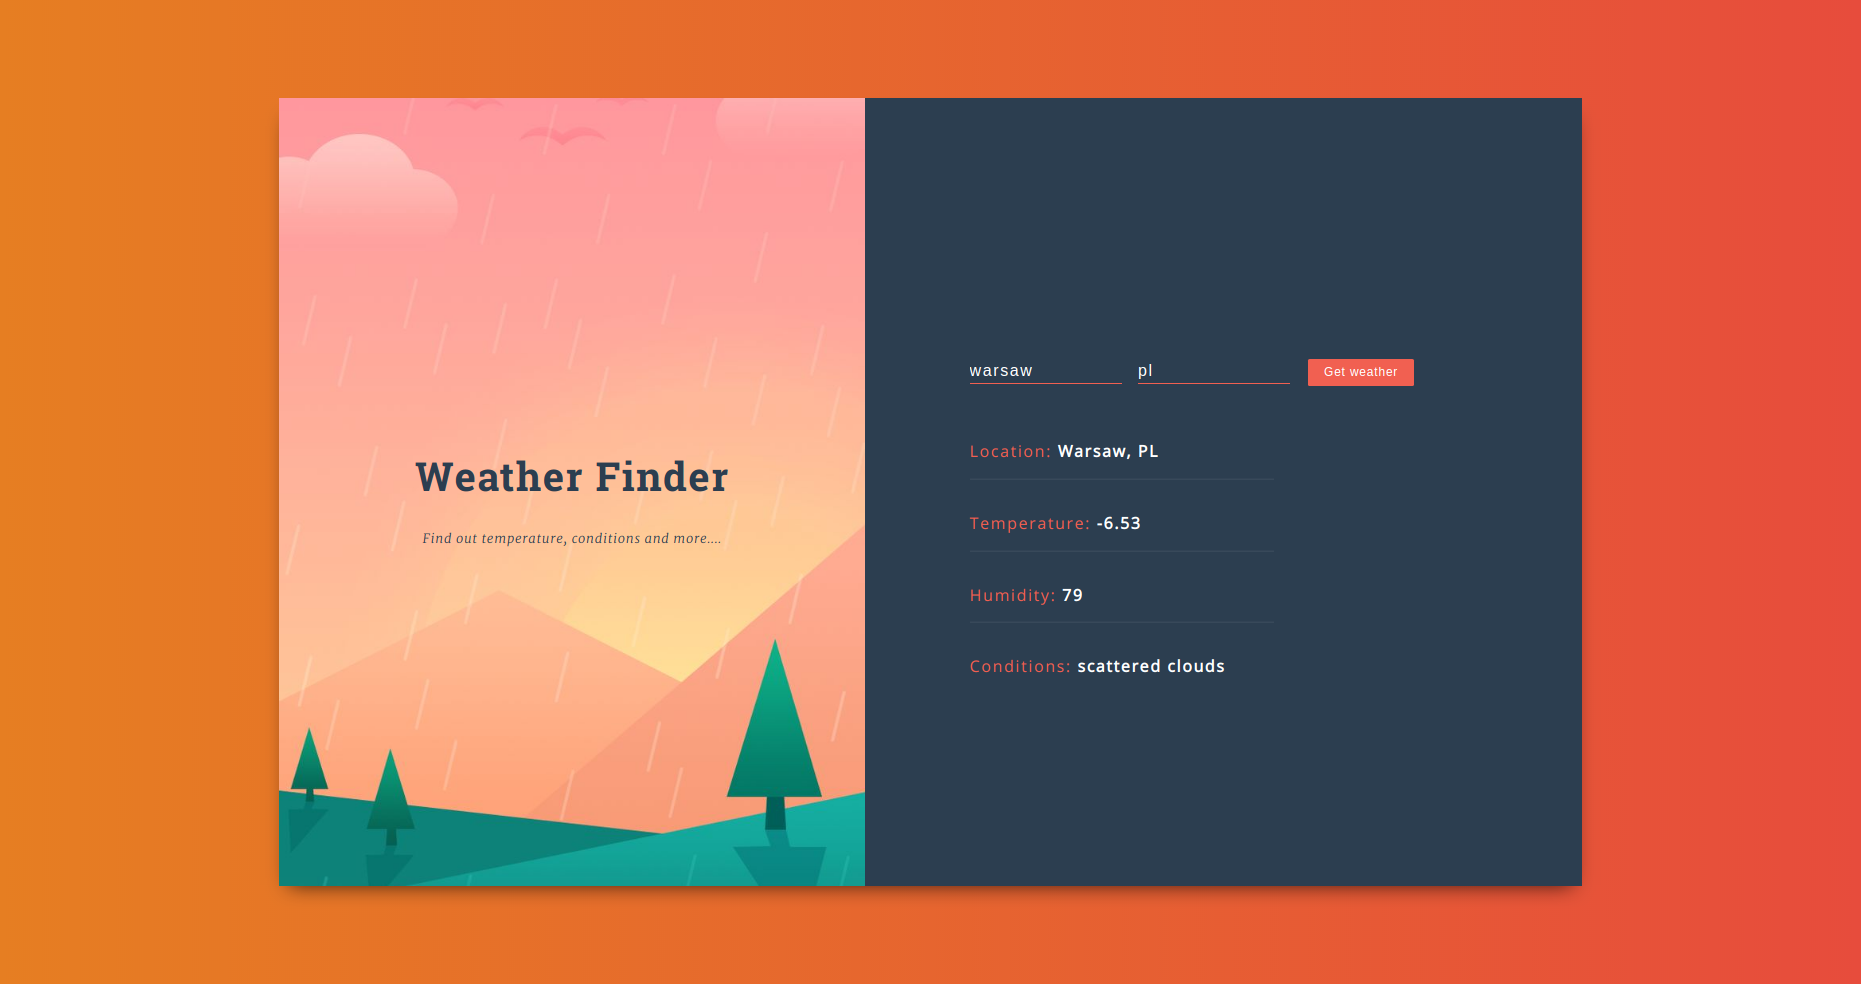 Weather Finder
Find out temperature, conditions and more....
warsaw
pl
Get weather
Location: Warsaw, PL
Temperature: -6.53
Humidity: 79
Conditions: scattered clouds